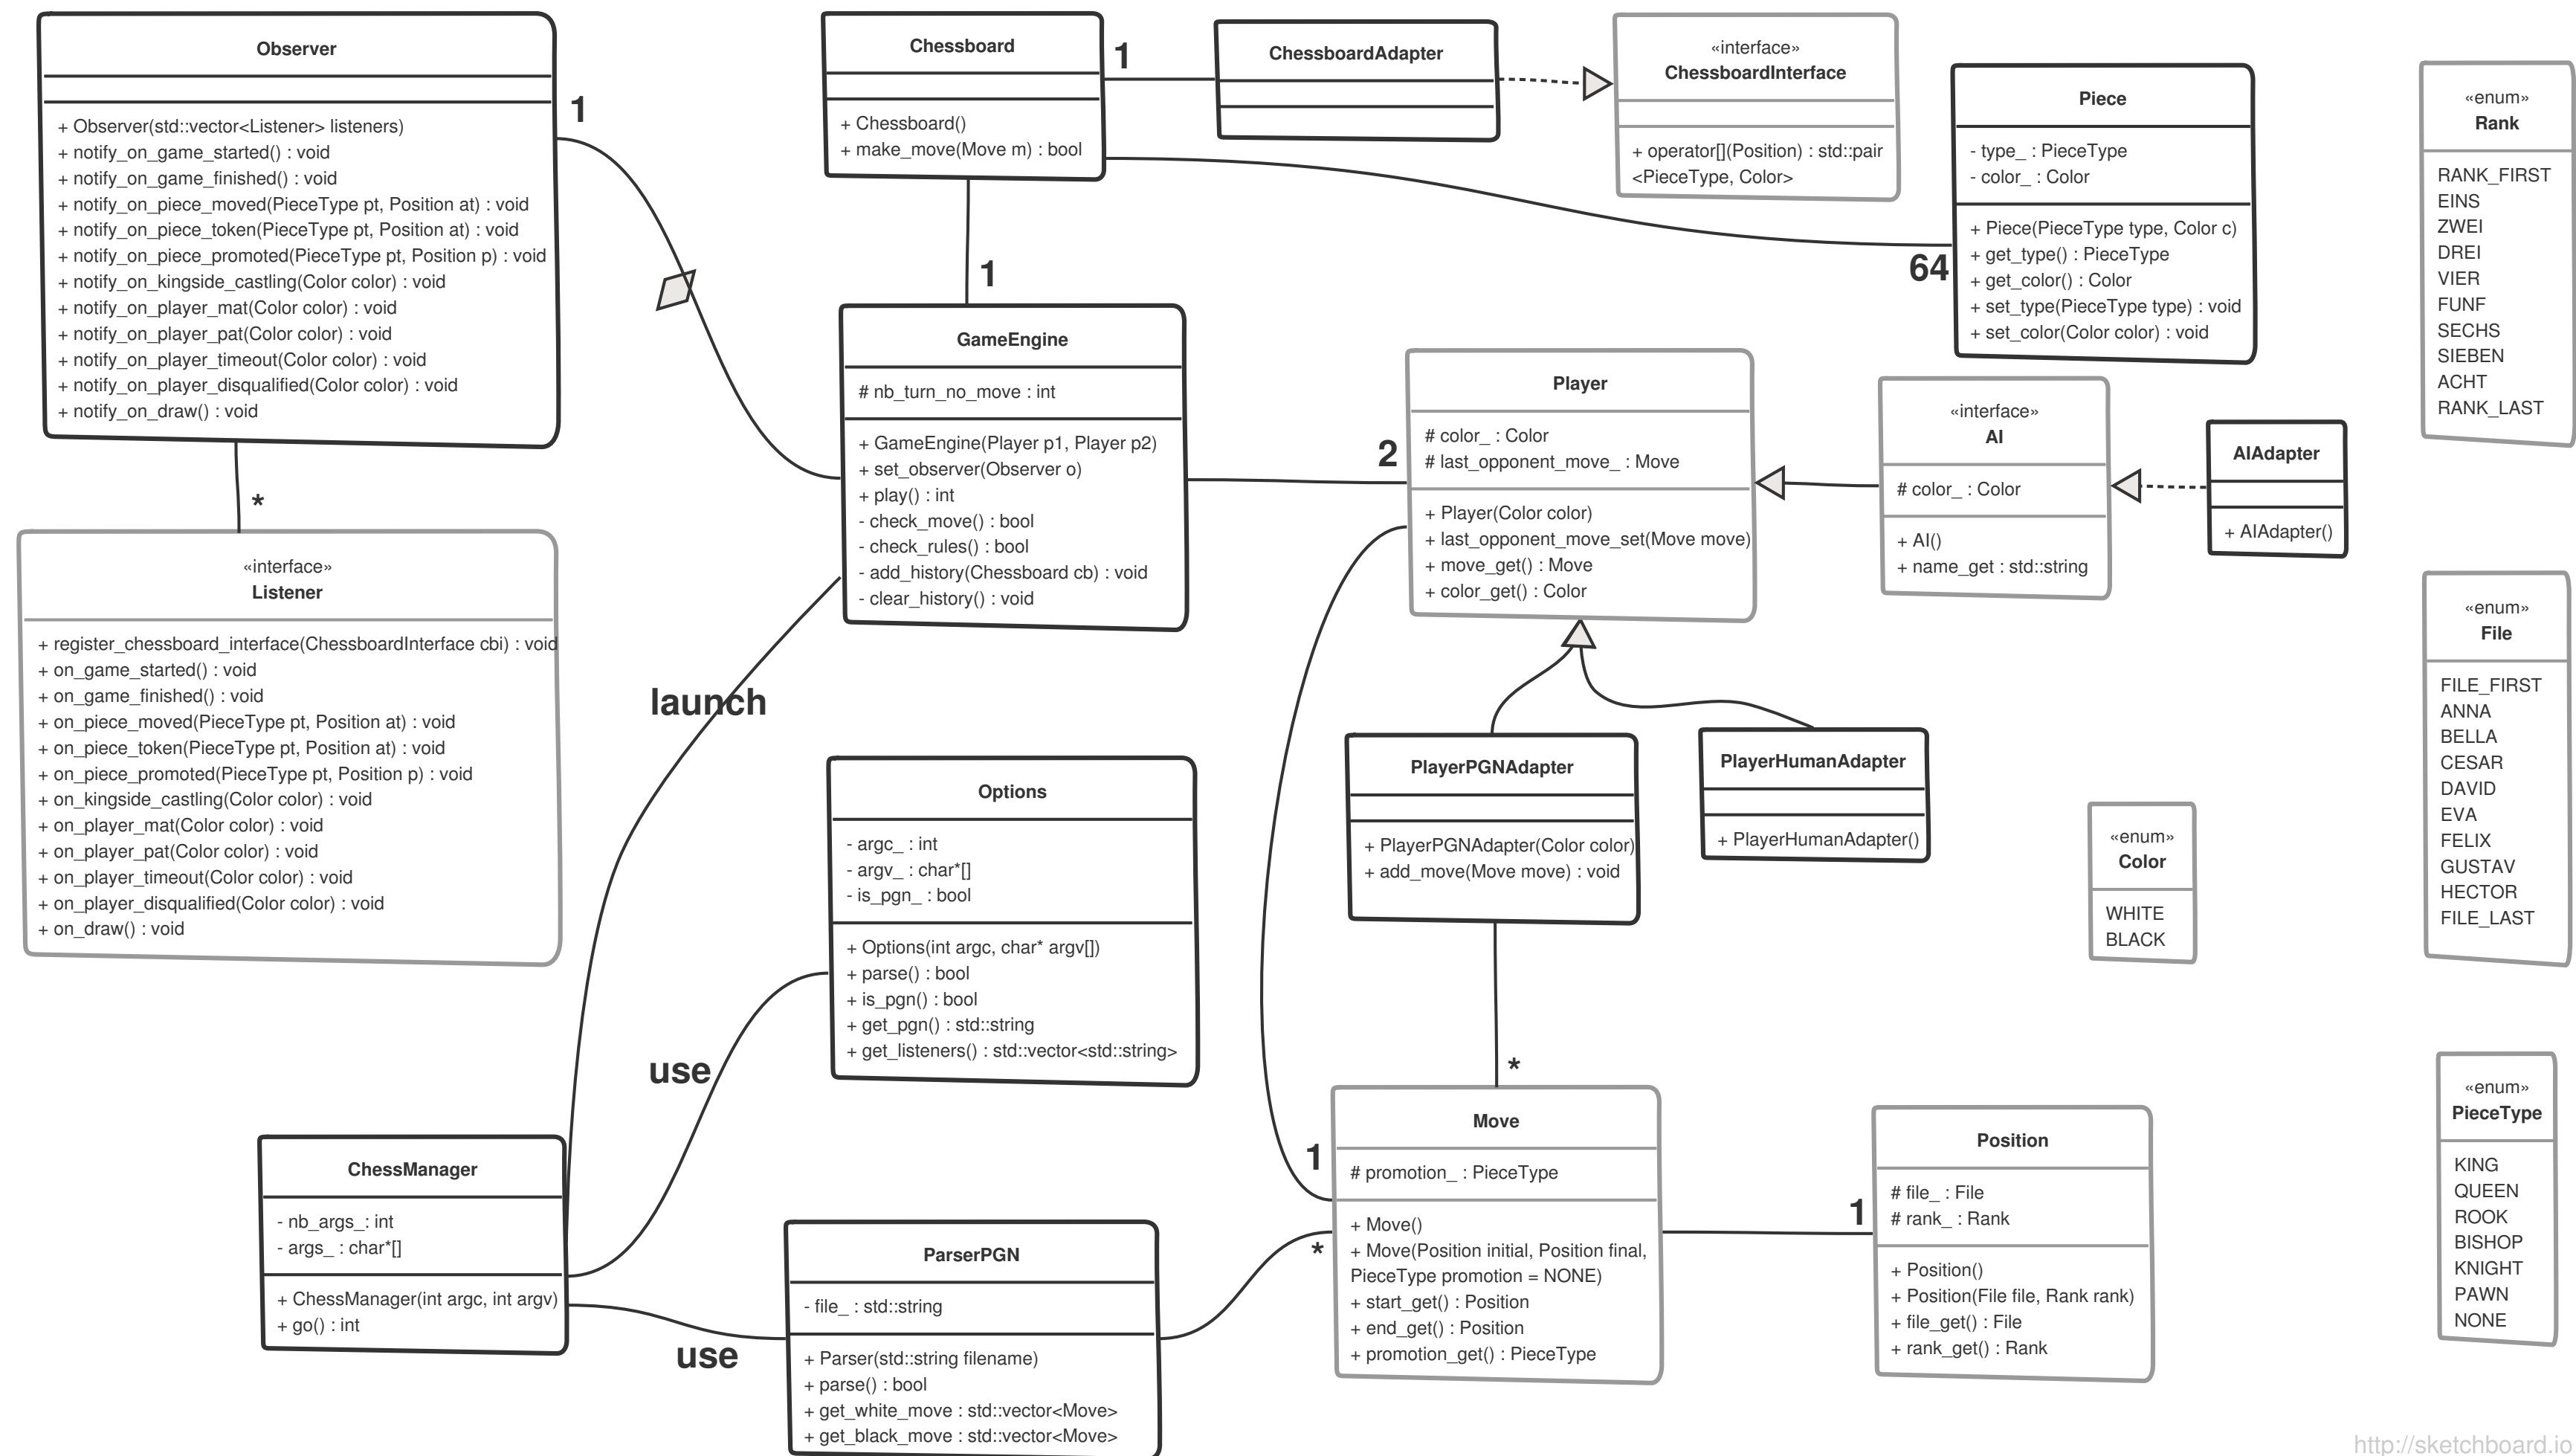 Observer
+ Observer(std::vector<Listener> listeners)
+ notify_on_game_started() : void
+ notify_on_game_finished() : void
+ notify_on_piece_moved(PieceType pt, Position at) : void
+ notify_on_piece_token(PieceType pt, Position at) : void
+ notify_on_piece_promoted(PieceType pt, Position p) : void
+ notify_on_kingside_castling(Color color) : void
+ notify_on_player_mat(Color color) : void
+ notify_on_player_pat(Color color) : void
+ notify_on_player_timeout(Color color) : void
+ notify_on_player_disqualified(Color color) : void
+ notify_on_draw() : void
1
*
«interface»
Listener
+ register_chessboard_interface(ChessboardInterface cbi) : void
+ on_game_started() : void
+ on_game_finished() : void
+ on_piece_moved(PieceType pt, Position at) : void
+ on_piece_token(PieceType pt, Position at) : void
+ on_piece_promoted(PieceType pt, Position p) : void
+ on_kingside_castling(Color color) : void
+ on_player_mat(Color color) : void
+ on_player_pat(Color color) : void
+ on_player_timeout(Color color) : void
+ on_player_disqualified(Color color) : void
+ on_draw() : void
Chessboard
+ Chessboard()
+ make_move(Move m) : bool
1
1
ChessboardAdapter
«interface»
ChessboardInterface
+ operator[](Position) : std::pair
<PieceType, Color>
Piece
- type_ : PieceType
- color_ : Color
+ Piece(PieceType type, Color c)
+ get_type() : PieceType
+ get_color() : Color
+ set_type(PieceType type) : void
+ set_color(Color color) : void
64
GameEngine
# nb_turn_no_move : int
+ GameEngine(Player p1, Player p2)
+ set_observer(Observer o)
+ play() : int
- check_move() : bool
- check_rules() : bool
- add_history(Chessboard cb) : void
- clear_history() : void
2
Player
# color_ : Color
# last_opponent_move_ : Move
+ Player(Color color)
+ last_opponent_move_set(Move move)
+ move_get() : Move
+ color_get() : Color
«interface»
AI
# color_ : Color
+ AI()
+ name_get : std::string
AIAdapter
+ AIAdapter()
launch
Options
- argc_ : int
- argv_ : char*[]
- is_pgn_ : bool
+ Options(int argc, char* argv[])
+ parse() : bool
+ is_pgn() : bool
+ get_pgn() : std::string
+ get_listeners() : std::vector<std::string>
use
PlayerPGNAdapter
+ PlayerPGNAdapter(Color color)
+ add_move(Move move) : void
PlayerHumanAdapter
+ PlayerHumanAdapter()
*
ChessManager
- nb_args_: int
- args_ : char*[]
+ ChessManager(int argc, int argv)
+ go() : int
use
ParserPGN
- file_ : std::string
+ Parser(std::string filename)
+ parse() : bool
+ get_white_move : std::vector<Move>
+ get_black_move : std::vector<Move>
1
*
Move
# promotion_ : PieceType
+ Move()
+ Move(Position initial, Position final,
PieceType promotion = NONE)
+ start_get() : Position
+ end_get() : Position
+ promotion_get() : PieceType
1
Position
# file_ : File
# rank_ : Rank
+ Position()
+ Position(File file, Rank rank)
+ file_get() : File
+ rank_get() : Rank
«enum»
Color
WHITE
BLACK
«enum»
Rank
RANK_FIRST
EINS
ZWEI
DREI
VIER
FUNF
SECHS
SIEBEN
ACHT
RANK_LAST
«enum»
File
FILE_FIRST
ANNA
BELLA
CESAR
DAVID
EVA
FELIX
GUSTAV
HECTOR
FILE_LAST
«enum»
PieceType
KING
QUEEN
ROOK
BISHOP
KNIGHT
PAWN
NONE
http://sketchboard.io